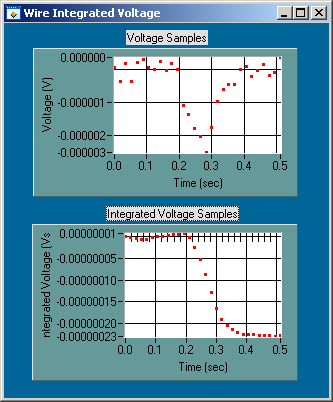 Wire Integrated Voltage
Voltage Samples
Voltage (V)
0.000000
-0.000001
-0.000002
-0.000003
0.0 0.1 0.2 0.3 0.4 0.5
Time (sec)
Integrated Voltage Samples
ntegrated Voltage (Vs
0.00000001
-0.00000005
-0.00000010
-0.00000015
-0.00000020
-0.00000023
0.0 0.1 0.2 0.3 0.4 0.5
Time (sec)